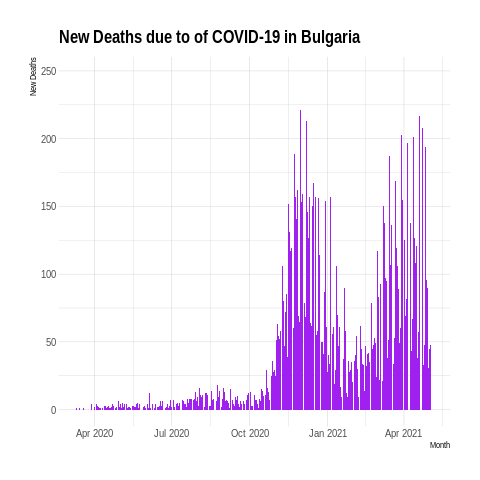 New Deaths due to of COVID-19 in Bulgaria
New Deaths
250
200
150
100
50
0
Apr 2020 Jul 2020 Oct 2020 Jan 2021 Apr 2021
Month